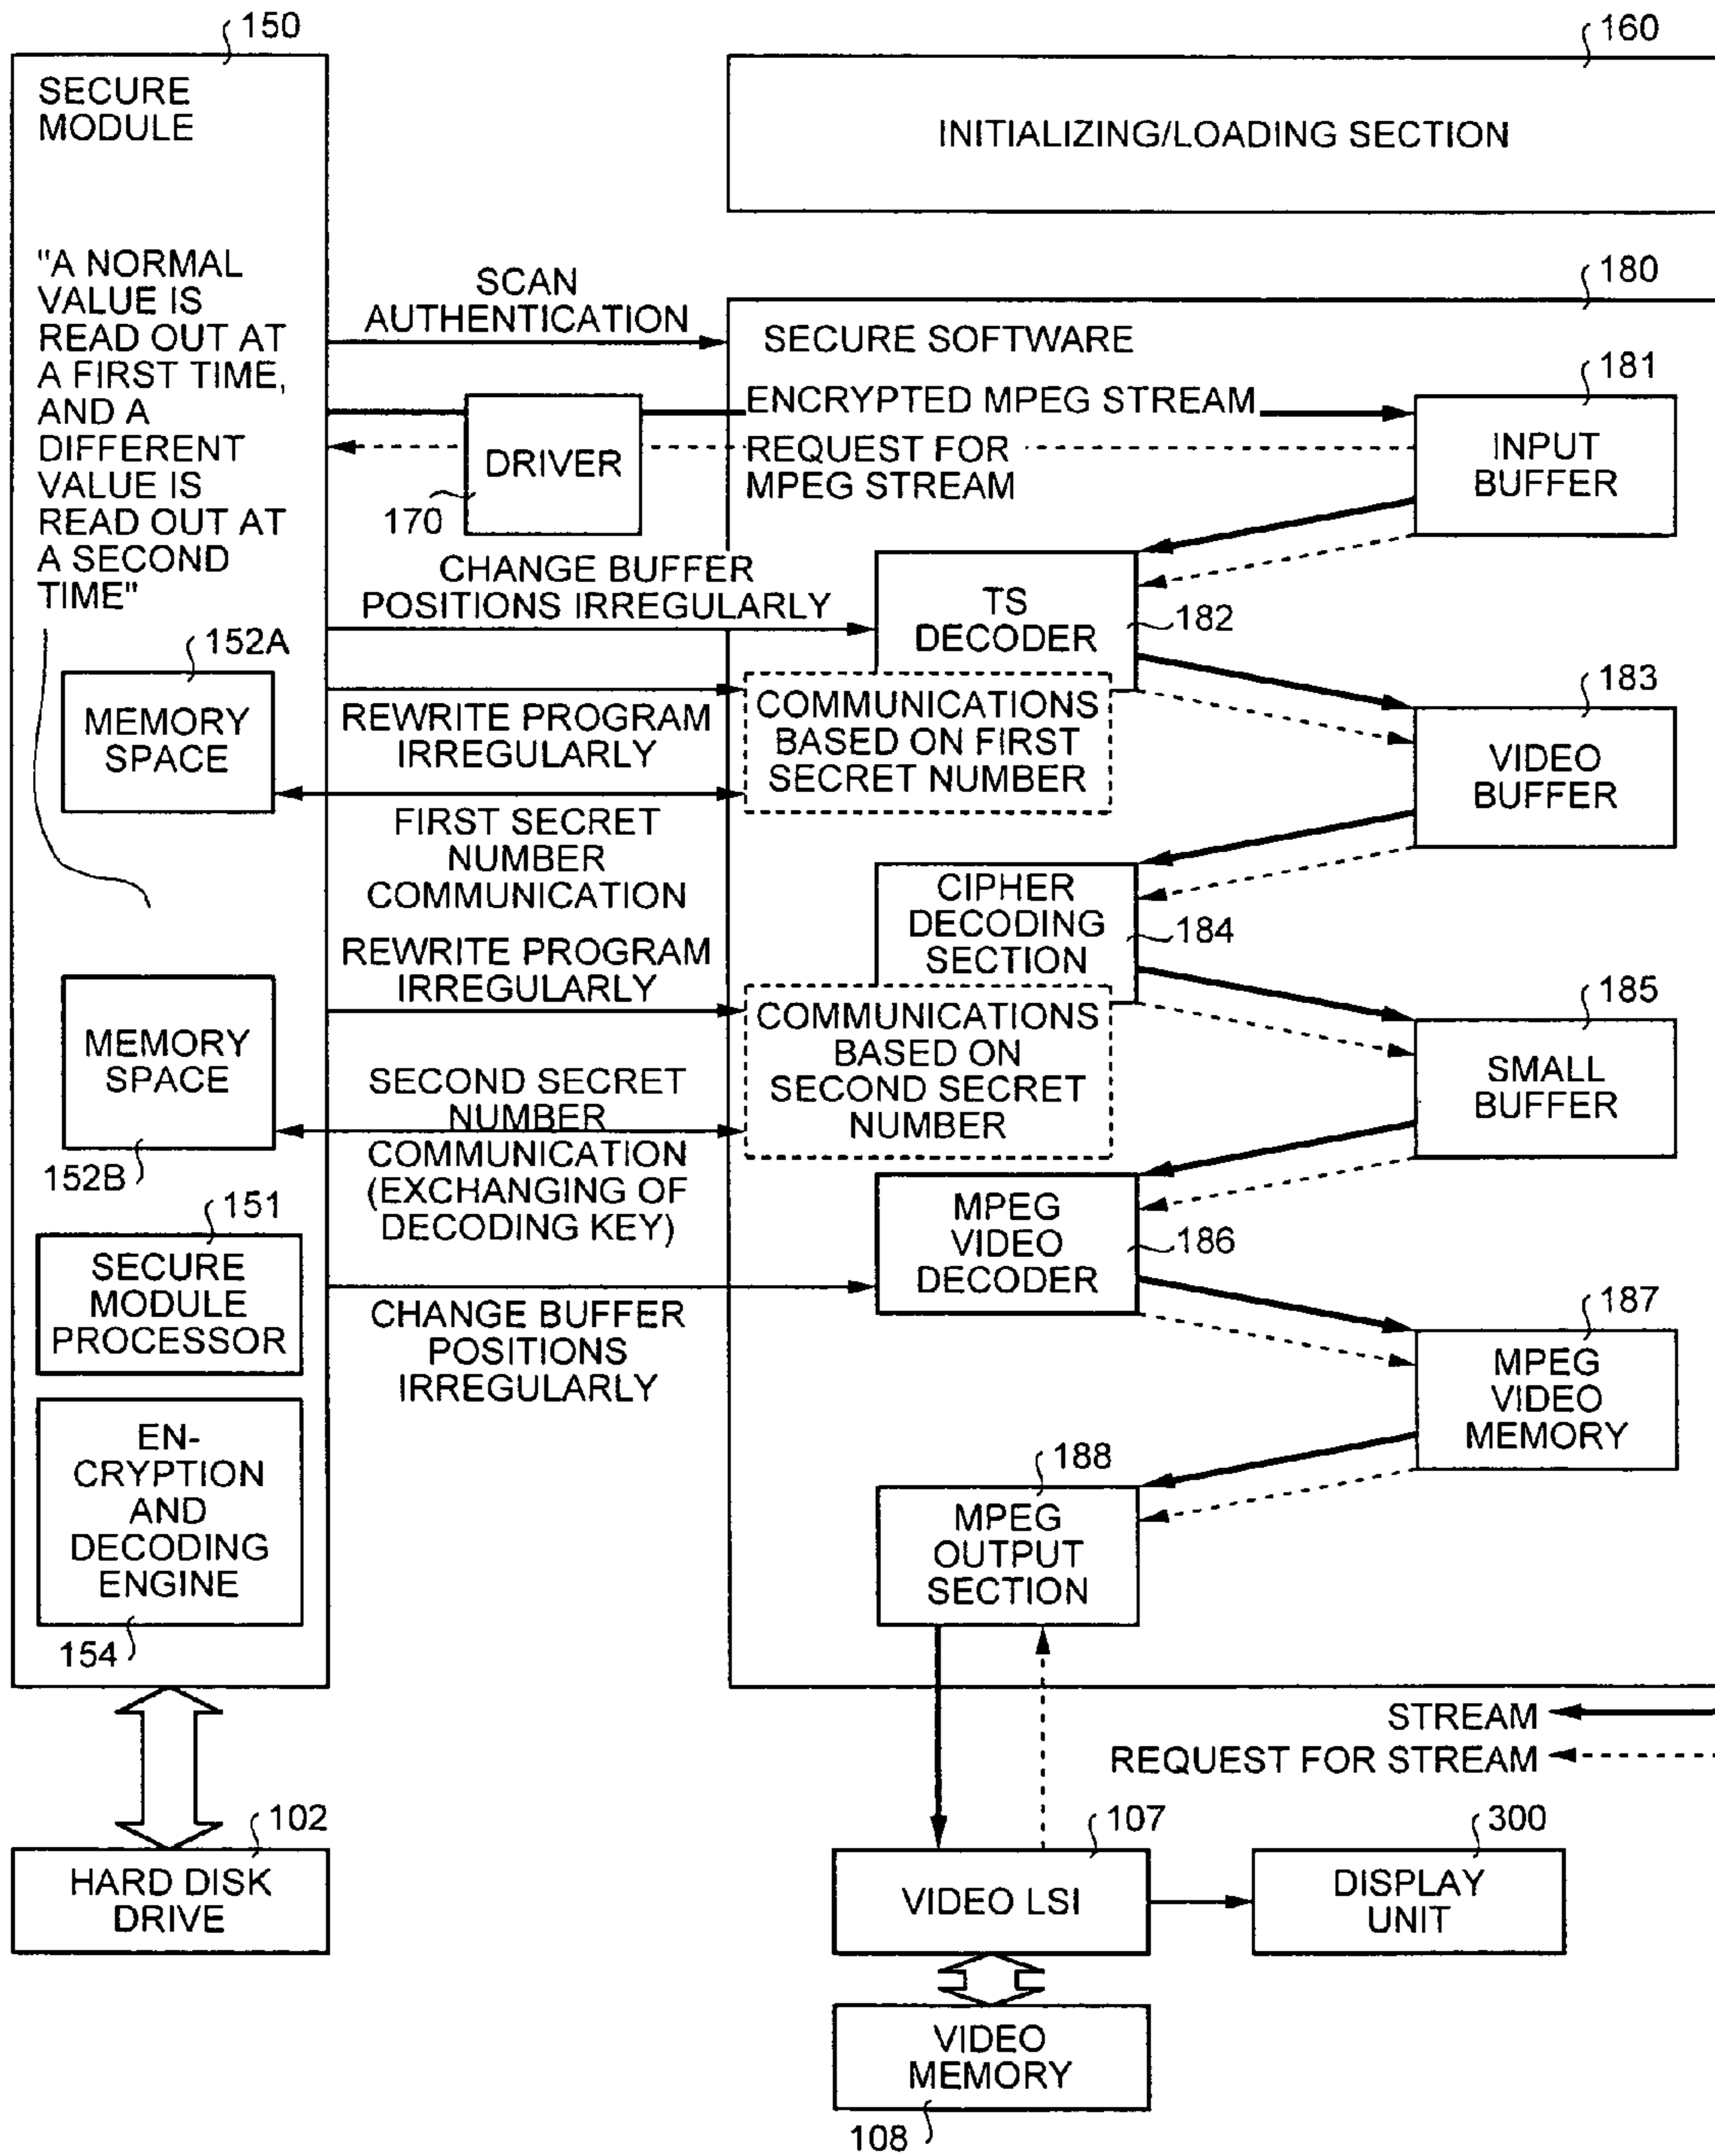 150
SECURE
MODULE
"A NORMAL
VALUE IS
READ OUT AT
A FIRST TIME,
AND A
DIFFERENT
VALUE IS
READ OUT AT
A SECOND
TIME"
152A
MEMORY
SPACE
MEMORY
SPACE
152B
151
SECURE
MODULE
PROCESSOR
EN-
CRYPTION
AND
DECODING
ENGINE
154
102
HARD DISK
DRIVE
SCAN
AUTHENTICATION
DRIVER
170
CHANGE BUFFER
POSITIONS IRREGULARLY
REWRITE PROGRAM
IRREGULARLY
FIRST SECRET
NUMBER
COMMUNICATION
REWRITE PROGRAM
IRREGULARLY
SECOND SECRET
NUMBER
COMMUNICATION
(EXCHANGING OF
DECODING KEY)
CHANGE BUFFER
POSITIONS
IRREGULARLY
160
INITIALIZING/LOADING SECTION
180
SECURE SOFTWARE
ENCRYPTED MPEG STREAM
REQUEST FOR
MPEG STREAM
181
INPUT
BUFFER
TS
DECODER
182
COMMUNICATIONS
BASED ON FIRST
SECRET NUMBER
183
VIDEO
BUFFER
CIPHER
DECODING
SECTION
184
COMMUNICATIONS
BASED ON
SECOND SECRET
NUMBER
185
SMALL
BUFFER
MPEG
VIDEO
DECODER
186
187
MPEG
VIDEO
MEMORY
188
MPEG
OUTPUT
SECTION
STREAM
REQUEST FOR STREAM
107
VIDEO LSI
300
DISPLAY
UNIT
VIDEO
MEMORY
108